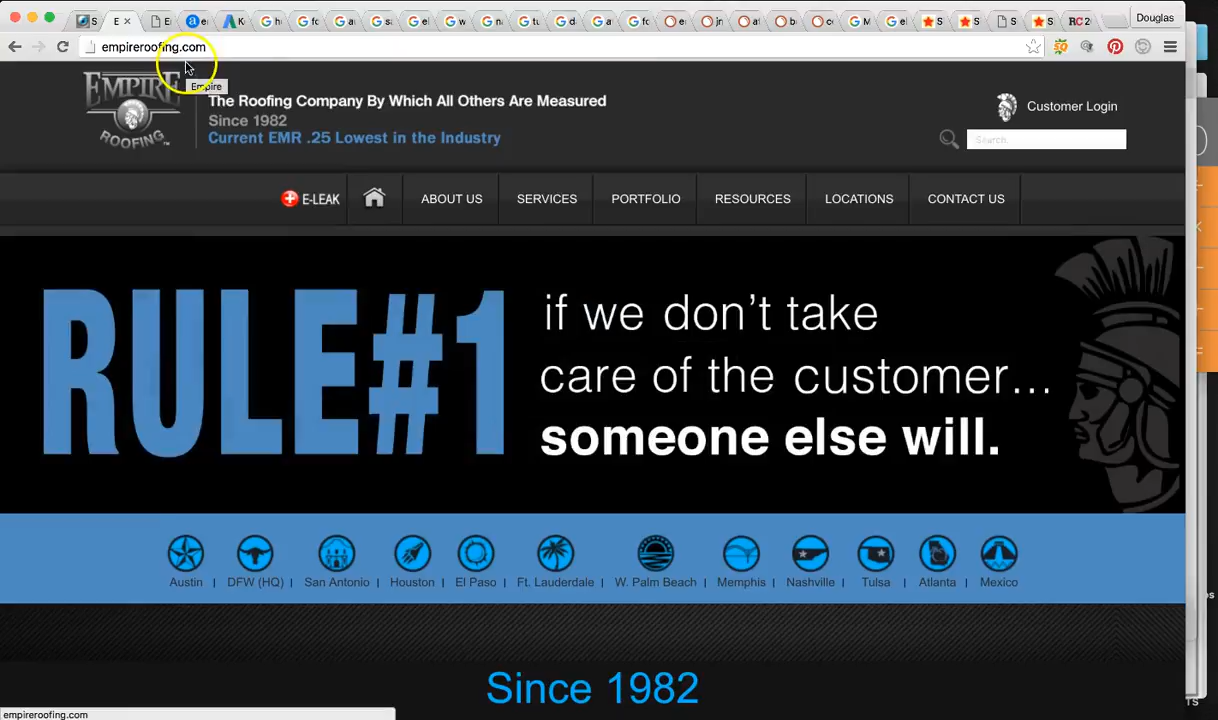 Douglas
empireroofing.com
Empire
EMPIRE
ROOFING
The Roofing Company By Which All Others Are Measured
Since 1982
Current EMR .25 Lowest in the Industry
Customer Login
Search
E-LEAK
ABOUT US
SERVICES
PORTFOLIO
RESOURCES
LOCATIONS
CONTACT US
RULE#1
if we don't take
care of the customer...
someone else will.
Austin | DFW (HQ) | San Antonio | Houston | El Paso | Ft. Lauderdale | W. Palm Beach | Memphis | Nashville | Tulsa | Atlanta | Mexico
Since 1982
empireroofing.com